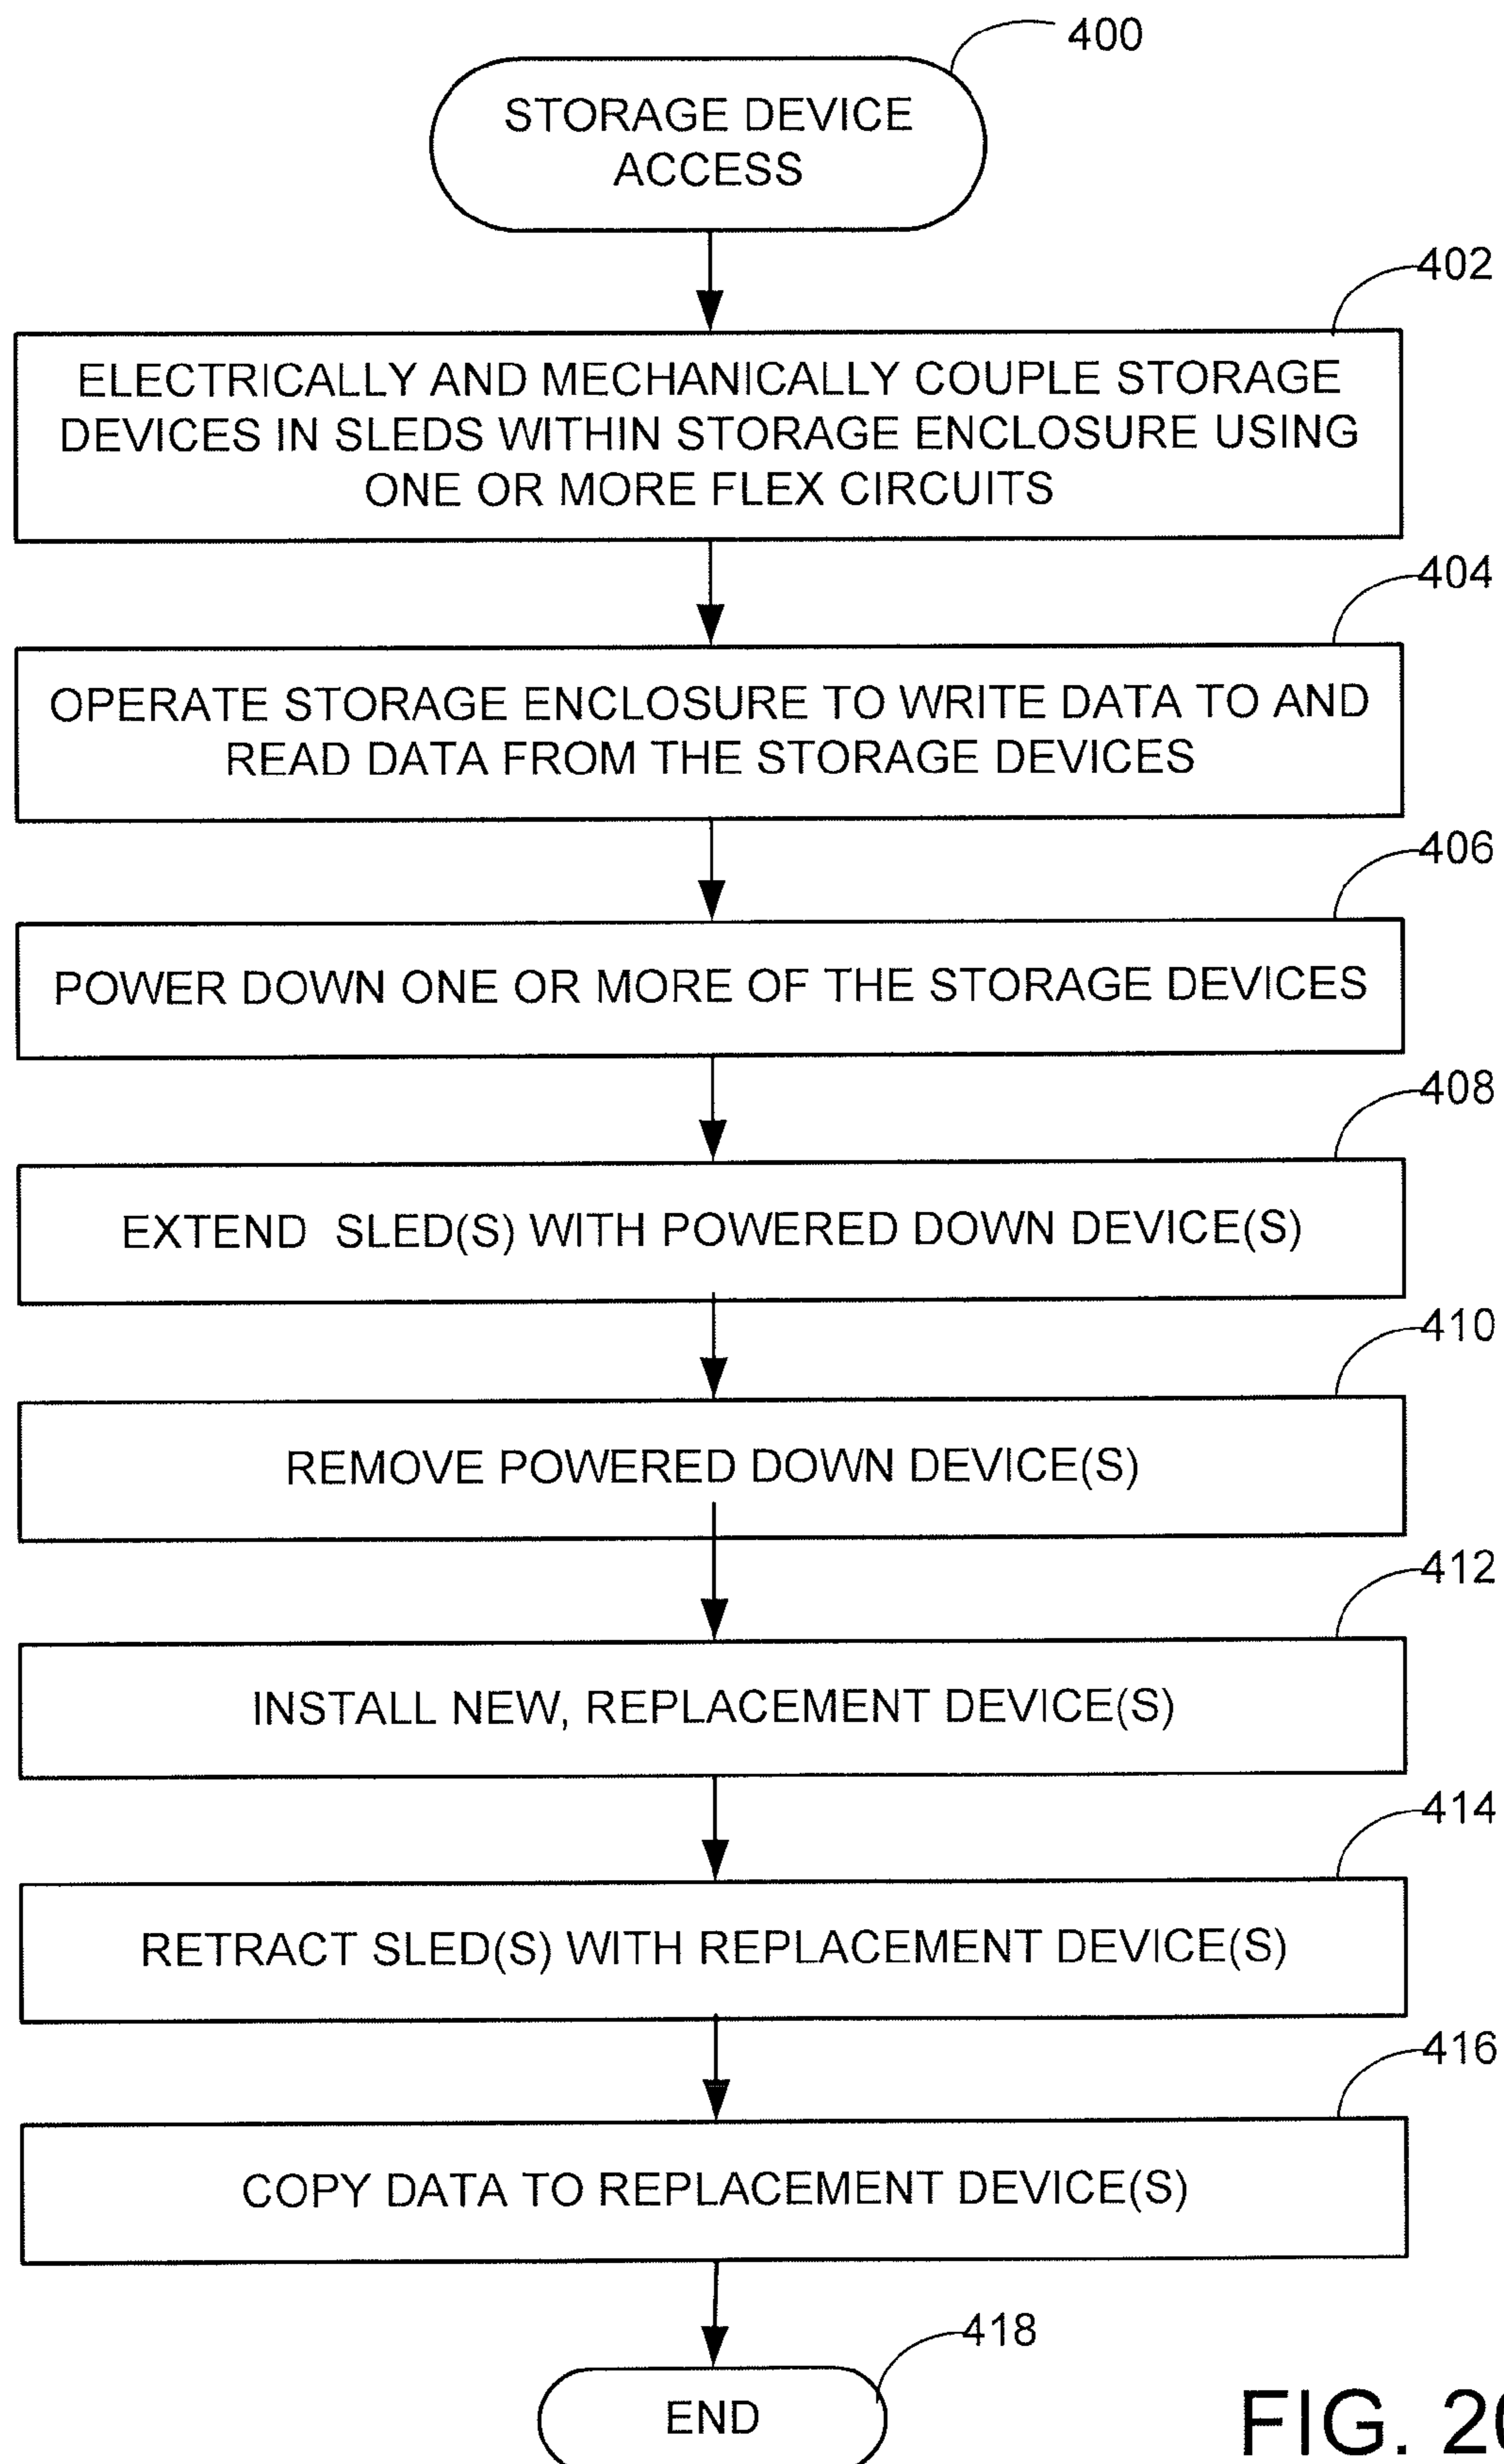 400
STORAGE DEVICE
ACCESS
402
ELECTRICALLY AND MECHANICALLY COUPLE STORAGE
DEVICES IN SLEDS WITHIN STORAGE ENCLOSURE USING
ONE OR MORE FLEX CIRCUITS
404
OPERATE STORAGE ENCLOSURE TO WRITE DATA TO AND
READ DATA FROM THE STORAGE DEVICES
406
POWER DOWN ONE OR MORE OF THE STORAGE DEVICES
408
EXTEND SLED(S) WITH POWERED DOWN DEVICE(S)
410
REMOVE POWERED DOWN DEVICE(S)
412
INSTALL NEW, REPLACEMENT DEVICE(S)
414
RETRACT SLED(S) WITH REPLACEMENT DEVICE(S)
416
COPY DATA TO REPLACEMENT DEVICE(S)
418
END
FIG.